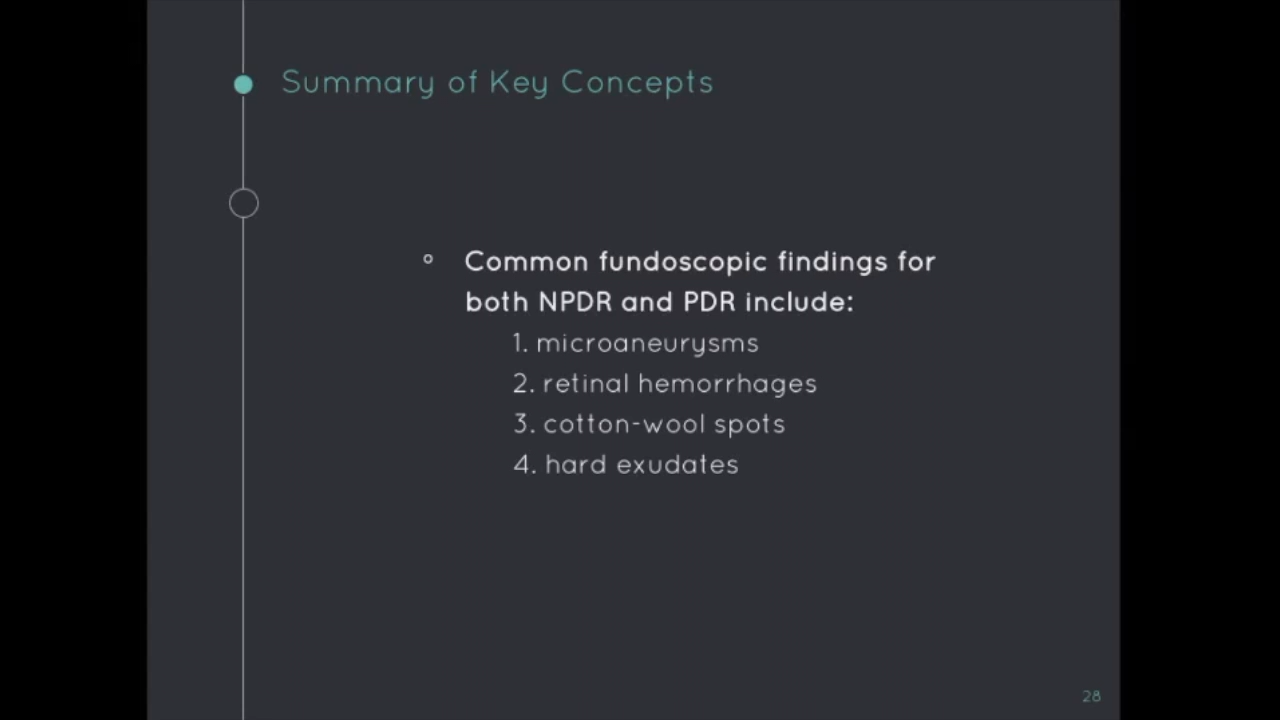 Summary of Key Concepts
Common fundoscopic findings for
both NPDR and PDR include:
1. microaneurysms
2. retinal hemorrhages
3. cotton-wool spots
4. hard exudates
28